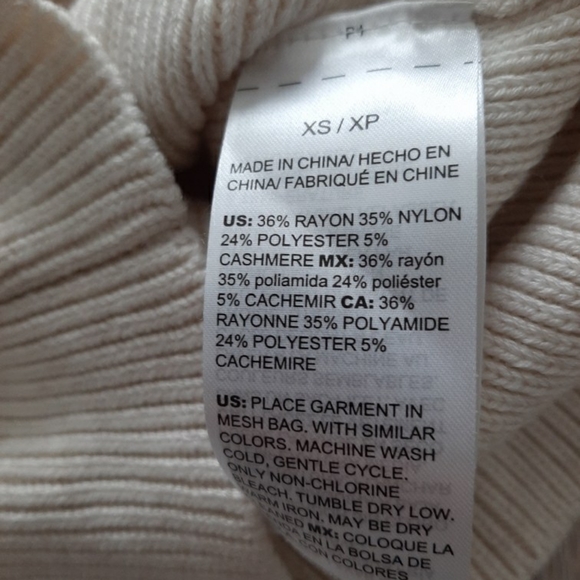 XS / XP
MADE IN CHINA/ HECHO EN
CHINA/ FABRIQUÉ EN CHINE
US: 36% RAYON 35% NYLON
24% POLYESTER 5%
CASHMERE MX: 36% rayón
35% poliamida 24% poliéster
5% CACHEMIR CA: 36%
RAYONNE 35% POLYAMIDE
24% POLYESTER 5%
CACHEMIRE
US: PLACE GARMENT IN
MESH BAG. WITH SIMILAR
COLORS. MACHINE WASH
COLD, GENTLE CYCLE.
ONLY NON-CHLORINE
BLEACH. TUMBLE DRY LOW.
WARM IRON. MAY BE DRY
MX: COLOQUE LA
EN LA BOLSA DE
CON COLORES